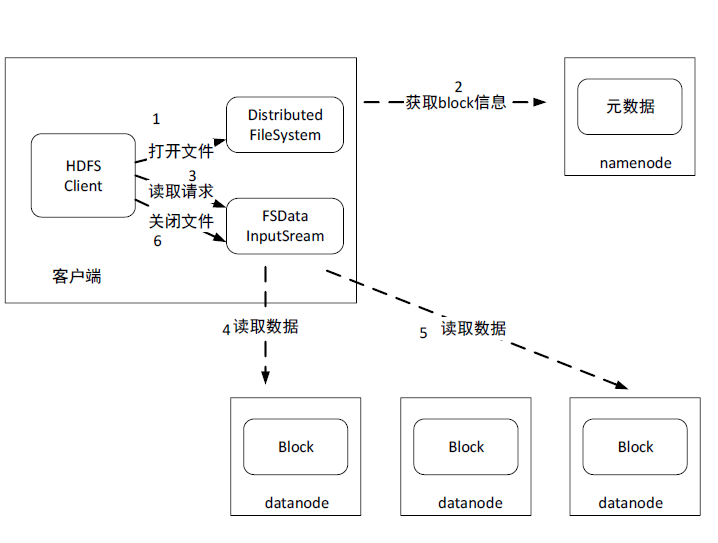 2
获取block信息
元数据
namenode
1
Distributed
FileSystem
打开文件
HDFS
Client
3
读取请求
关闭文件
6
FSData
InputSream
客户端
4
读取数据
5
读取数据
Block
datanode
Block
datanode
Block
datanode